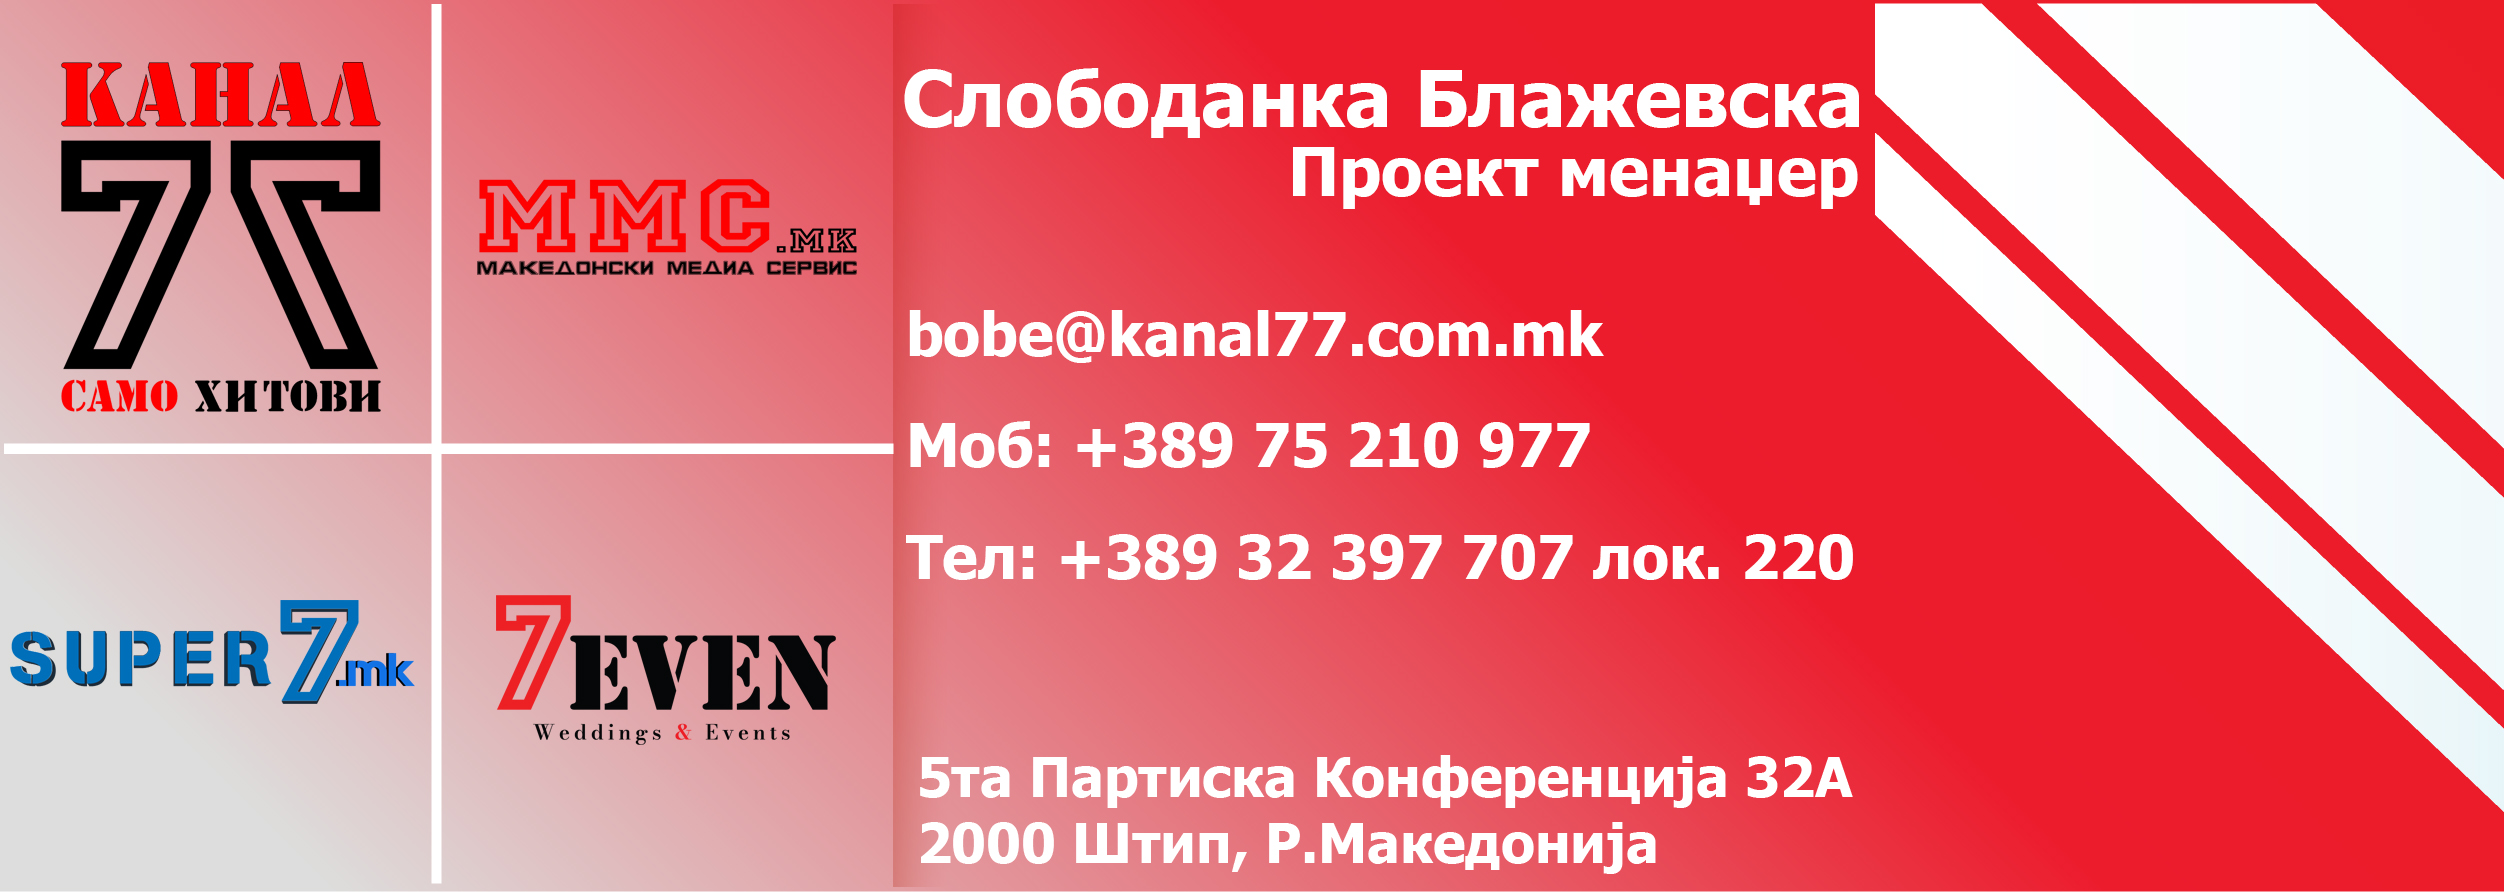 КАНАЛ
77
САМО ХИТОВИ
ММС.МК
МАКЕДОНСКИ МЕДИА СЕРВИС
SUPER7.mk
7EVEN
Weddings & Events
Слободанка Блажевска
Проект менаџер
bobe@kanal77.com.mk
Моб: +389 75 210 977
Тел: +389 32 397 707 лок. 220
5та Партиска Конференција 32А
2000 Штип, Р.Македонија